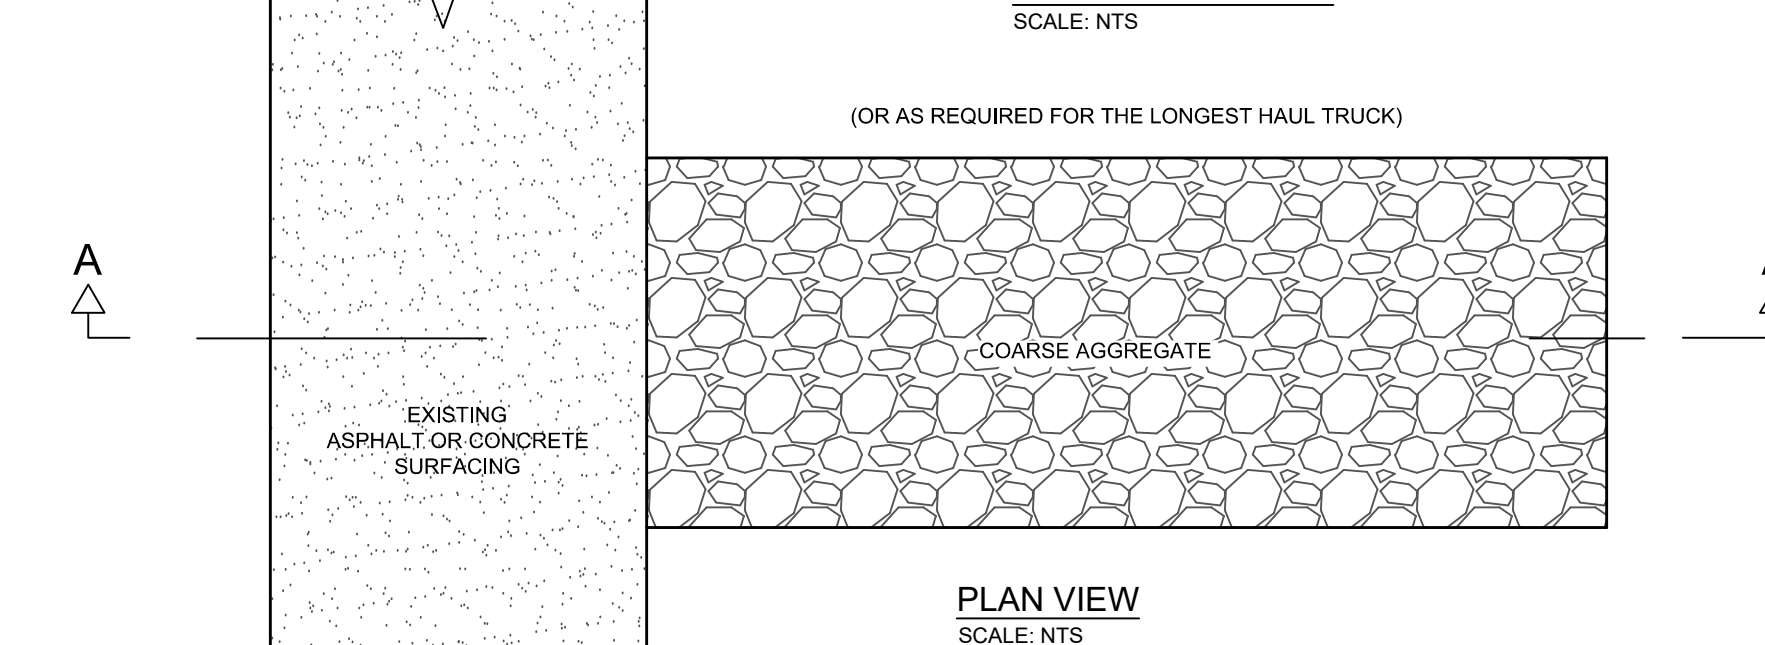 SCALE: NTS
(OR AS REQUIRED FOR THE LONGEST HAUL TRUCK)
A
COARSE AGGREGATE
EXISTING
ASPHALT OR CONCRETE
SURFACING
PLAN VIEW
SCALE: NTS